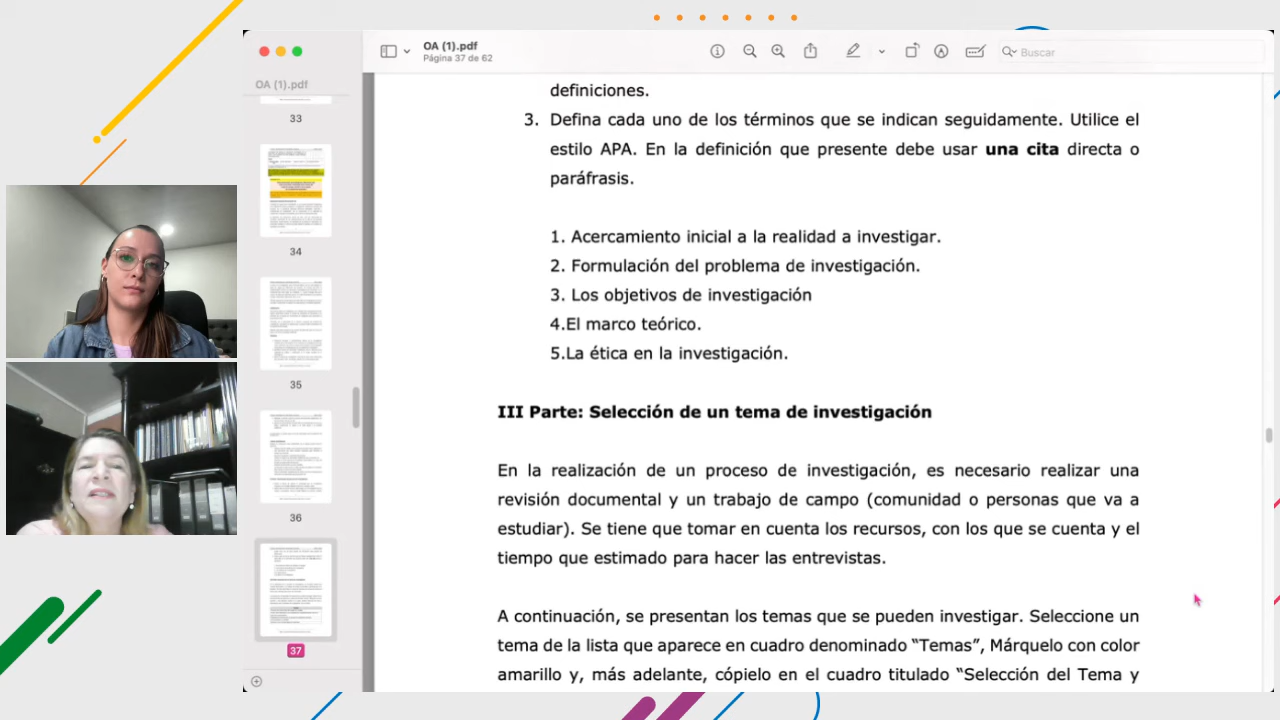 OA (1).pdf
Página 37 de 62
Buscar
OA (1).pdf
33
34
35
36
37
definiciones.
3. Defina cada uno de los términos que se indican seguidamente. Utilice el
formato APA. En la definición que presente debe usar una cita directa o
paráfrasis.
1. Acercamiento inicial a la realidad a investigar.
2. Formulación del problema de investigación.
3. Los objetivos de investigación
4.El marco teórico.
5.La ética en la investigación.
III Parte: Selección de un tema de investigación
En la realización de un proceso de investigación, es necesario realizar una
revisión documental y un trabajo de campo (comunidad o personas que va a
estudiar). Se tiene que tomar en cuenta los recursos, con los que se cuenta y el
tiempo que estimado para hacer las encuestas.
A continuación, se presentan los temas que se pueden investigar. Seleccione un
tema de la lista que aparece en cuadro denominado “Temas”, márquelo con color
amarillo y, más adelante, cópielo en el cuadro titulado “Selección del Tema y